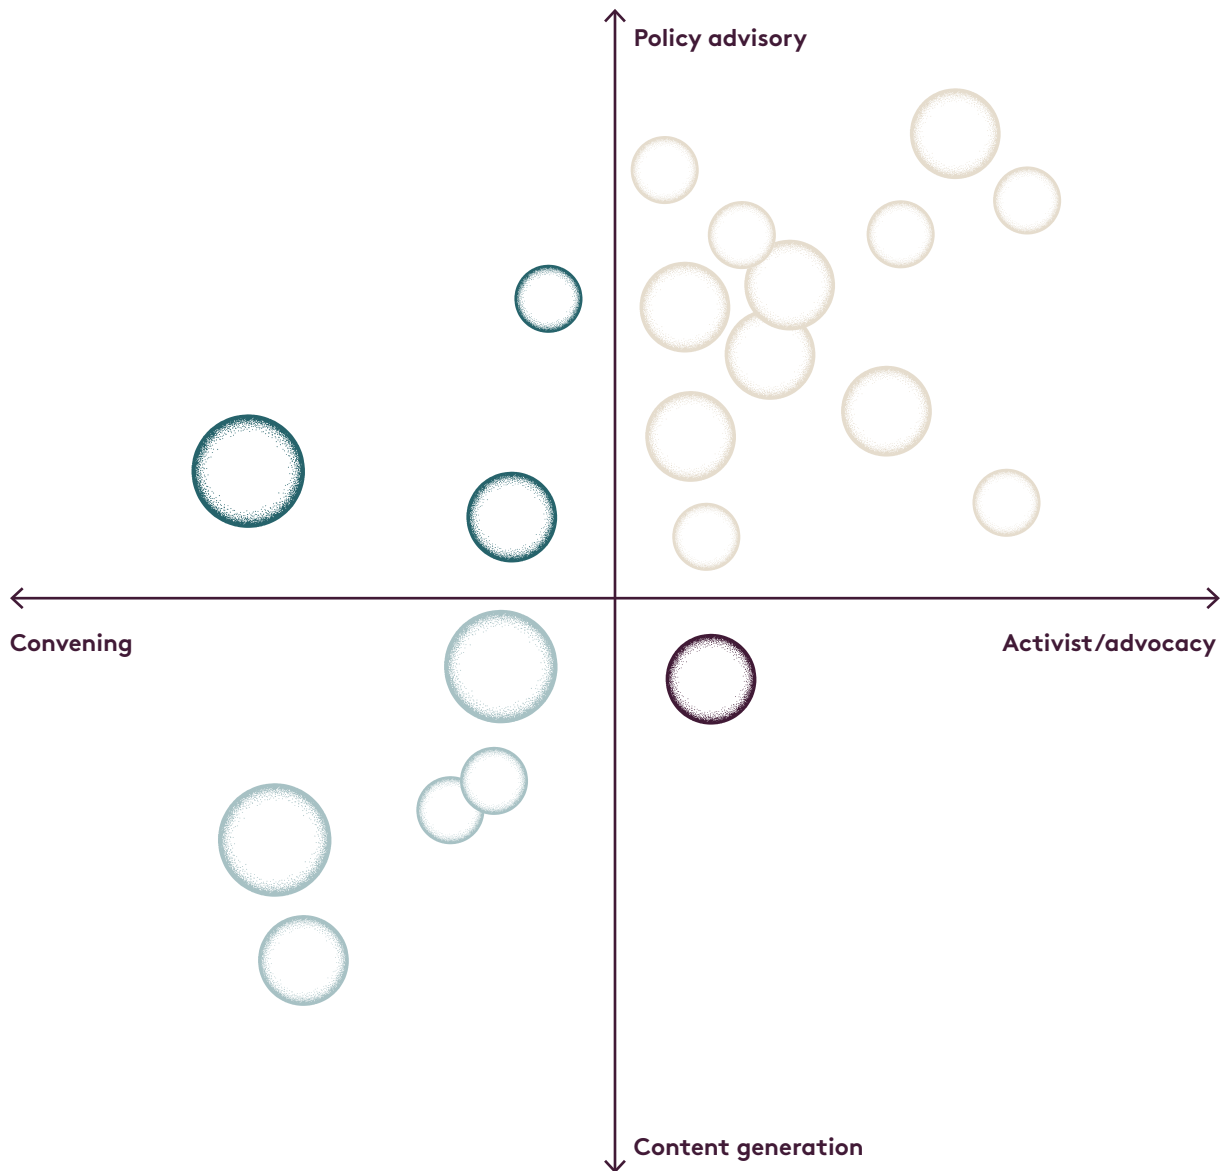 Policy advisory
Convening
Activist/advocacy
Content generation